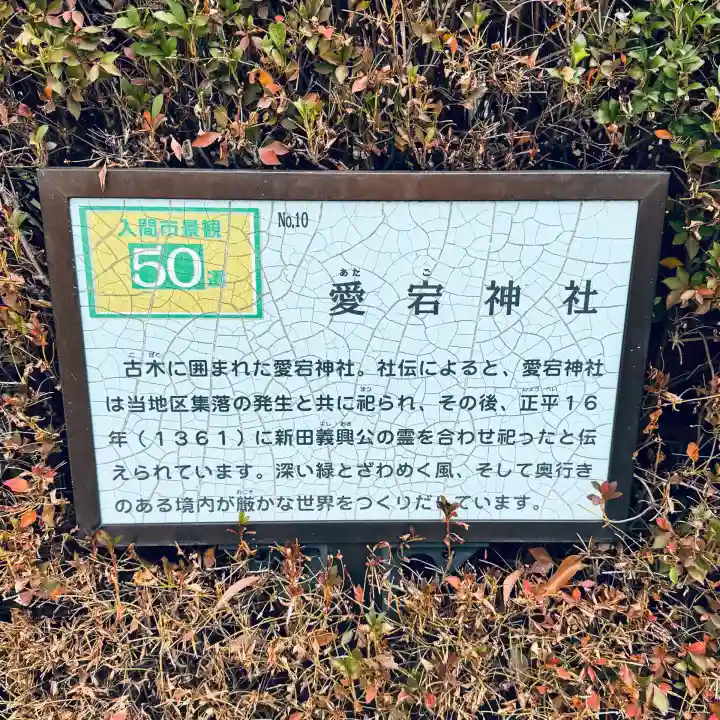 入間市景観
50選
No.10
あた ご
愛宕神社
こ ぼく
古木に囲まれた愛宕神社。社伝によると、愛宕神社
まつ しょうへい
は当地区集落の発生と共に祀られ、その後、正平16
よし おき
年(1361)に新田義興公の霊を合わせ祀ったと伝
えられています。深い緑とざわめく風、そして奥行き
おごそ
のある境内が厳かな世界をつくりだしています。